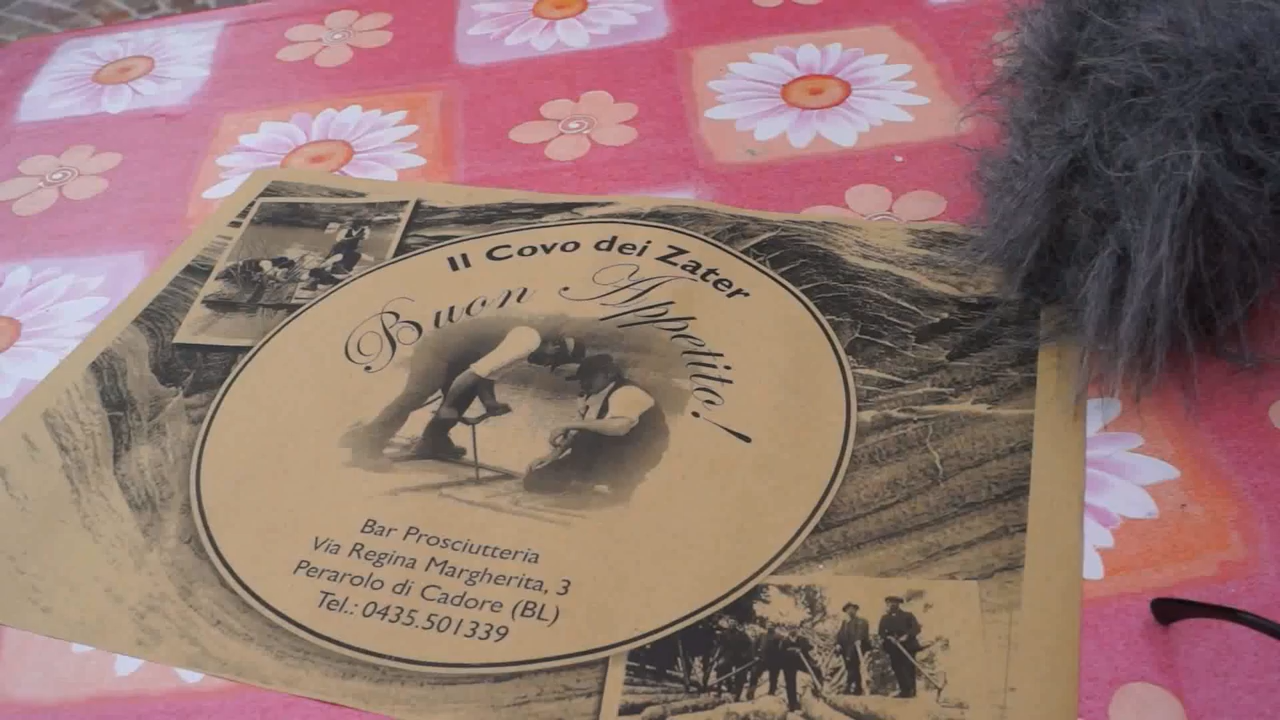 Il Covo dei Zater
Buon Appetito!
Bar Prosciutteria
Via Regina Margherita, 3
Perarolo di Cadore (BL)
Tel.: 0435.501339